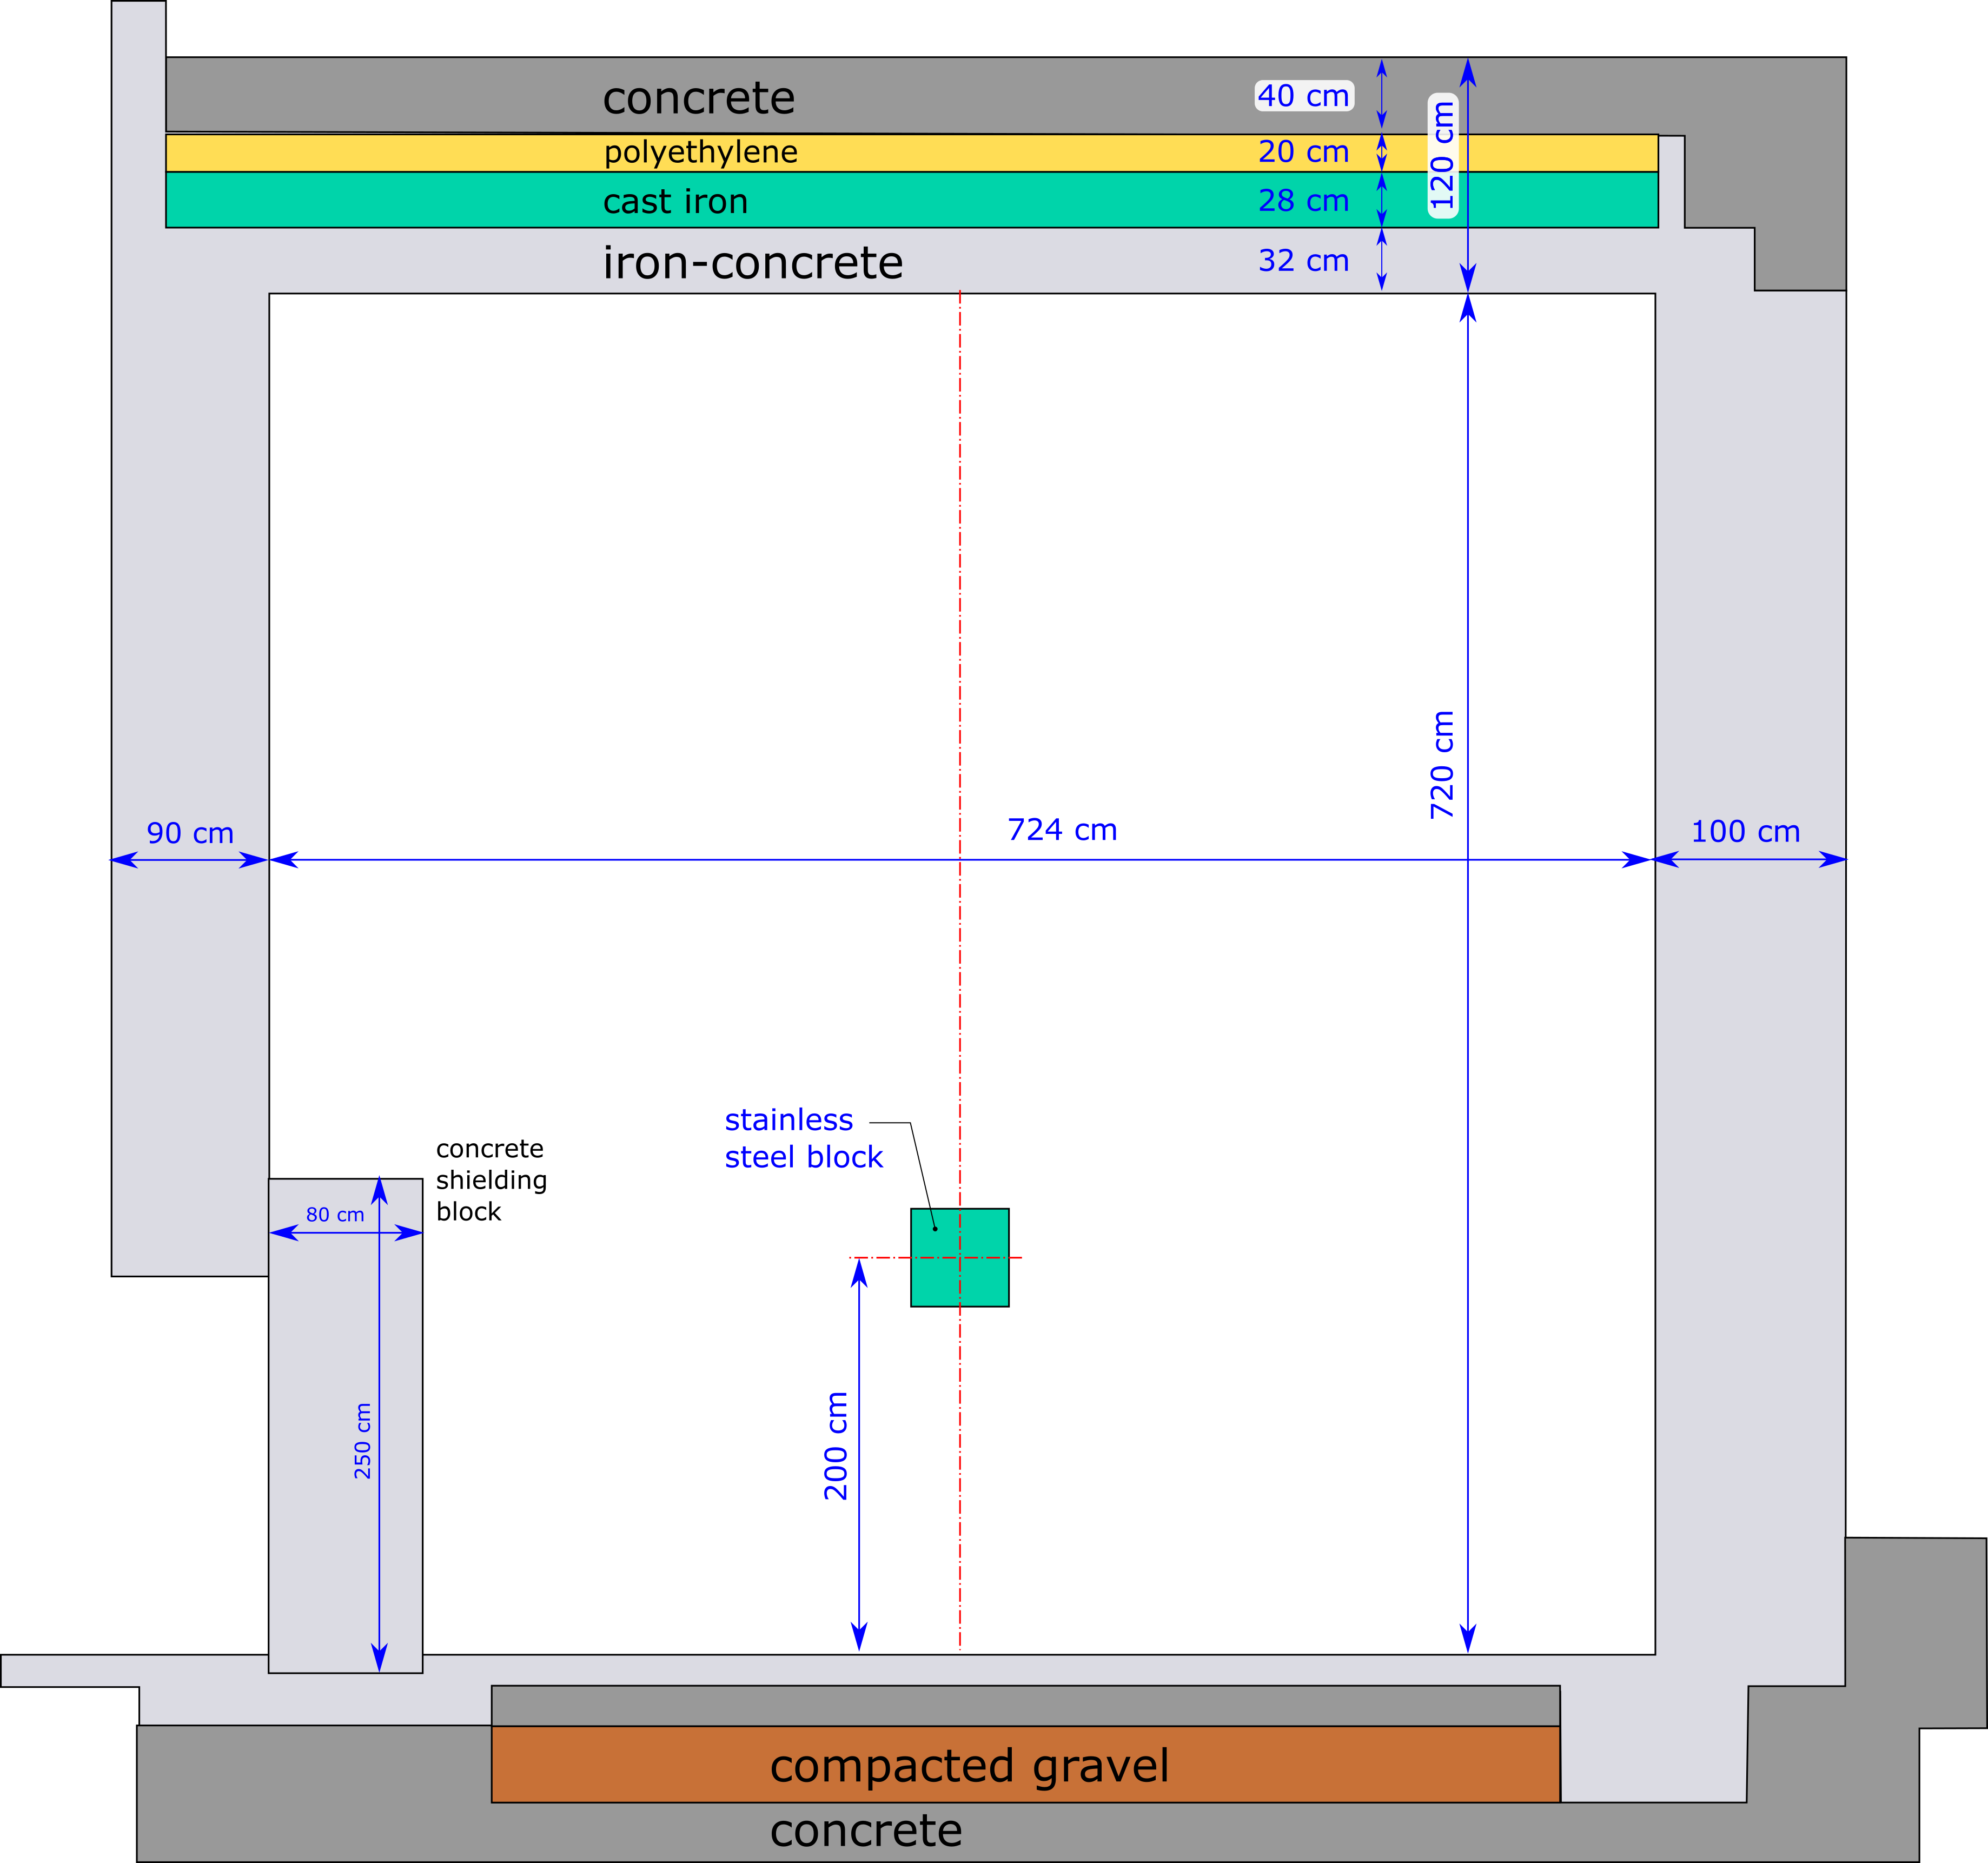 concrete
40 cm
polyethylene
20 cm
120 cm
cast iron
28 cm
iron-concrete
32 cm
720 cm
90 cm
724 cm
100 cm
stainless
steel block
concrete
shielding
block
80 cm
250 cm
200 cm
compacted gravel
concrete